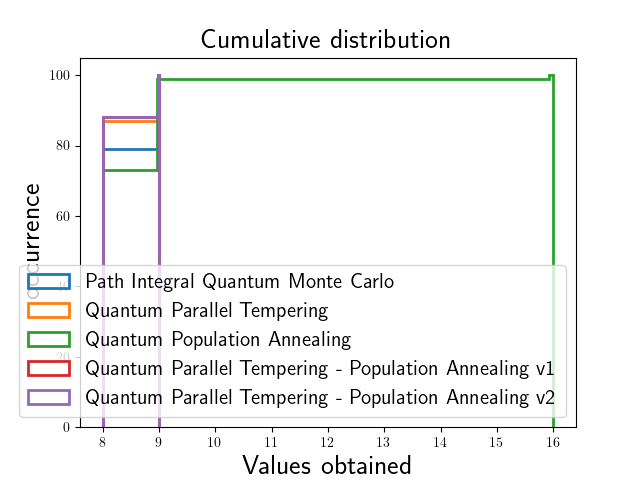 Cumulative distribution
100
80
60
40
20
0
occurrence
Path Integral Quantum Monte Carlo
Quantum Parallel Tempering
Quantum Population Annealing
Quantum Parallel Tempering - Population Annealing v1
Quantum Parallel Tempering - Population Annealing v2
8 9 10 11 12 13 14 15 16
Values obtained